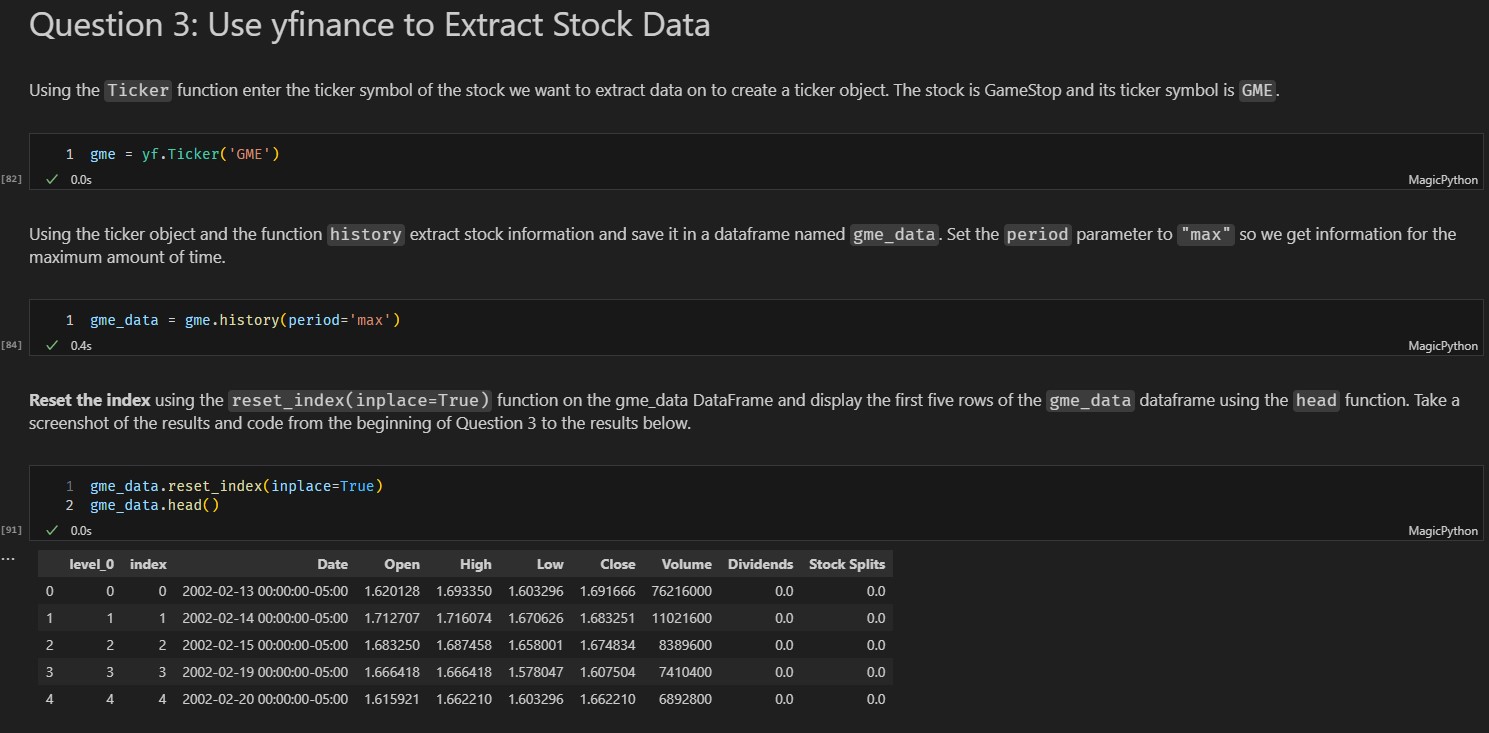 Question 3: Use yfinance to Extract Stock Data
Using the Ticker function enter the ticker symbol of the stock we want to extract data on to create a ticker object. The stock is GameStop and its ticker symbol is GME.
1 gme = yf.Ticker('GME')
[82] ✓ 0.0s MagicPython
Using the ticker object and the function history extract stock information and save it in a dataframe named gme_data. Set the period parameter to "max" so we get information for the
maximum amount of time.
1 gme_data = gme.history(period='max')
[84] ✓ 0.4s MagicPython
Reset the index using the reset_index(inplace=True) function on the gme_data DataFrame and display the first five rows of the gme_data dataframe using the head function. Take a
screenshot of the results and code from the beginning of Question 3 to the results below.
1 gme_data.reset_index(inplace=True)
2 gme_data.head()
[91] ✓ 0.0s MagicPython
...
level_0 index Date Open High Low Close Volume Dividends Stock Splits
0 0 0 2002-02-13 00:00:00-05:00 1.620128 1.693350 1.603296 1.691666 76216000 0.0 0.0
1 1 1 2002-02-14 00:00:00-05:00 1.712707 1.716074 1.670626 1.683251 11021600 0.0 0.0
2 2 2 2002-02-15 00:00:00-05:00 1.683250 1.687458 1.658001 1.674834 8389600 0.0 0.0
3 3 3 2002-02-19 00:00:00-05:00 1.666418 1.666418 1.578047 1.607504 7410400 0.0 0.0
4 4 4 2002-02-20 00:00:00-05:00 1.615921 1.662210 1.603296 1.662210 6892800 0.0 0.0